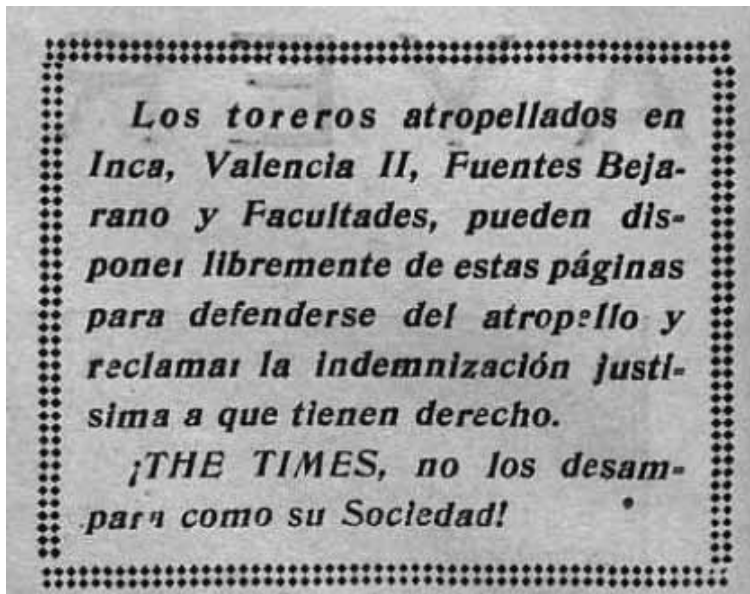 Los toreros atropellados en
Inca, Valencia II, Fuentes Beja-
rano y Facultades, pueden dis-
poner libremente de estas páginas
para defenderse del atropello y
reclamar la indemnización justí-
sima a que tienen derecho.
¡THE TIMES, no los desam-
para como su Sociedad!